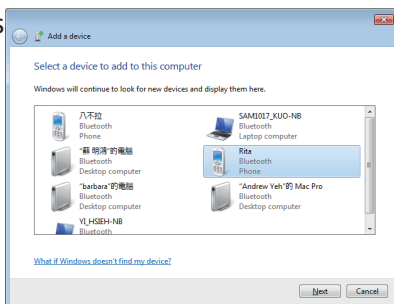 s
Add a device
Select a device to add to this computer
Windows will continue to look for new devices and display them here.
八不拉
Bluetooth
Phone
SAM1017_KUO-NB
Bluetooth
Laptop computer
"蘇 明鴻"的電腦
Bluetooth
Desktop computer
Rita
Bluetooth
Phone
"barbara"的電腦
Bluetooth
Desktop computer
"Andrew Yeh"的 Mac Pro
Bluetooth
Desktop computer
YI_HSIEH-NB
Bluetooth
What if Windows doesn't find my device?
Next
Cancel